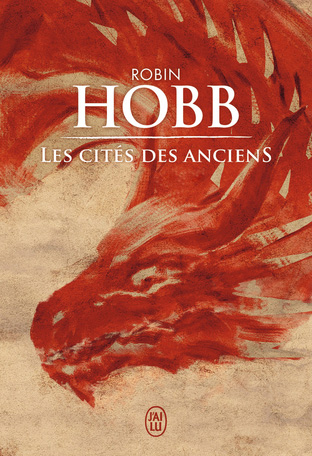 ROBIN
HOBB
LES CITÉS DES ANCIENS
J'AI
LU